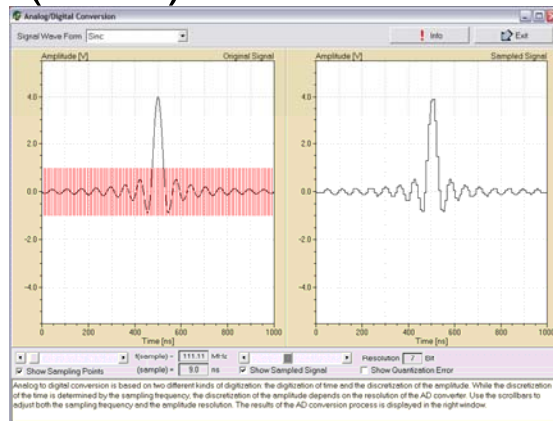 Analog/Digital Conversion
Signal Wave Form Sinc ! Info Exit
Amplitude [V] Original Signal Amplitude [V] Sampled Signal
4.0 4.0
2.0 2.0
0.0 0.0
-2.0 -2.0
-4.0 -4.0
0 200 400 600 800 1000 0 200 400 600 800 1000
Time [ns] Time [ns]
f(sample) = 111.11 MHz Resolution 7 Bit
Show Sampling Points (sample) = 9.0 ns Show Sampled Signal Show Quantization Error
Analog to digital conversion is based on two different kinds of digitization: the digitization of time and the discretization of the amplitude. While the discretization
of the time is determined by the sampling frequency, the discretization of the amplitude depends on the resolution of the AD converter. Use the scrollbars to
adjust both the sampling frequency and the amplitude resolution. The results of the AD conversion process is displayed in the right window.